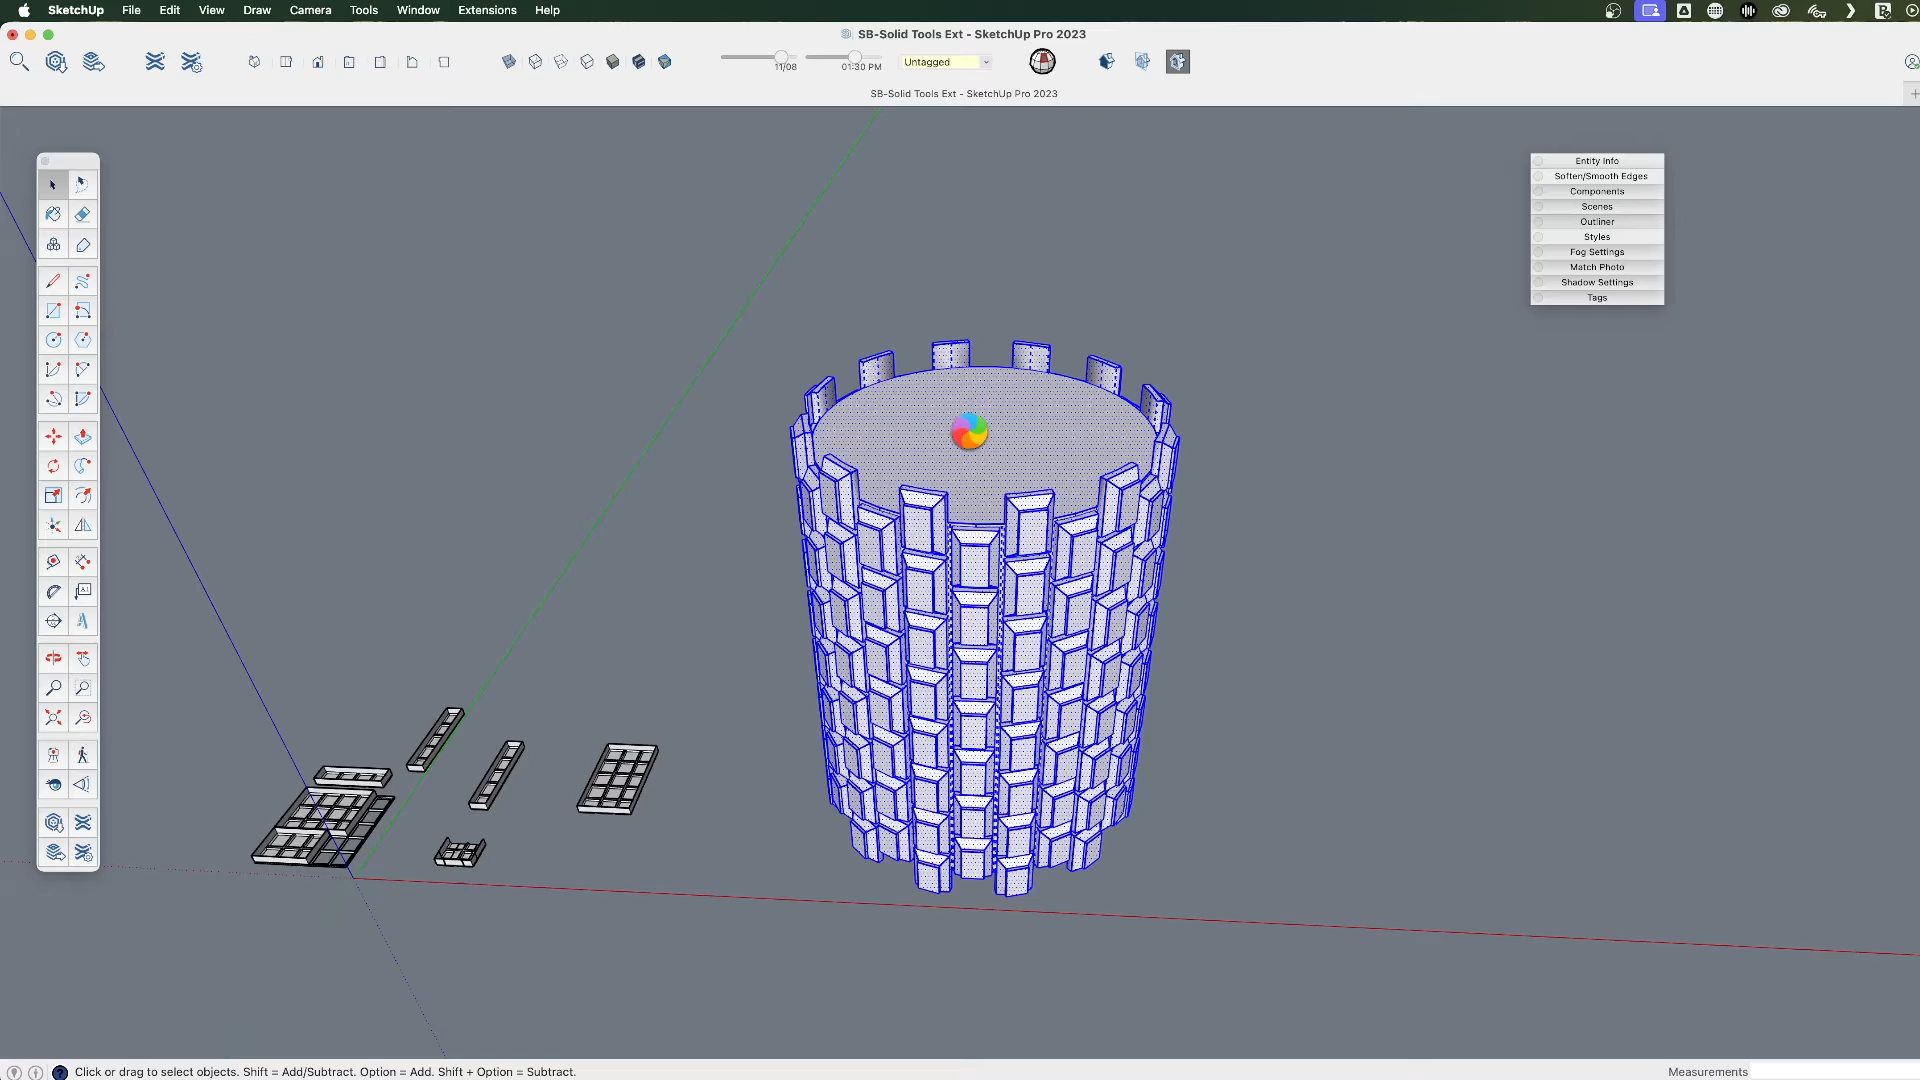 SketchUp File Edit View Draw Camera Tools Window Extensions Help
SB-Solid Tools Ext - SketchUp Pro 2023
11/08 01:30 PM Untagged
SB-Solid Tools Ext - SketchUp Pro 2023
Entity Info
Soften/Smooth Edges
Components
Scenes
Outliner
Styles
Fog Settings
Match Photo
Shadow Settings
Tags
Click or drag to select objects. Shift = Add/Subtract. Option = Add. Shift + Option = Subtract.
Measurements